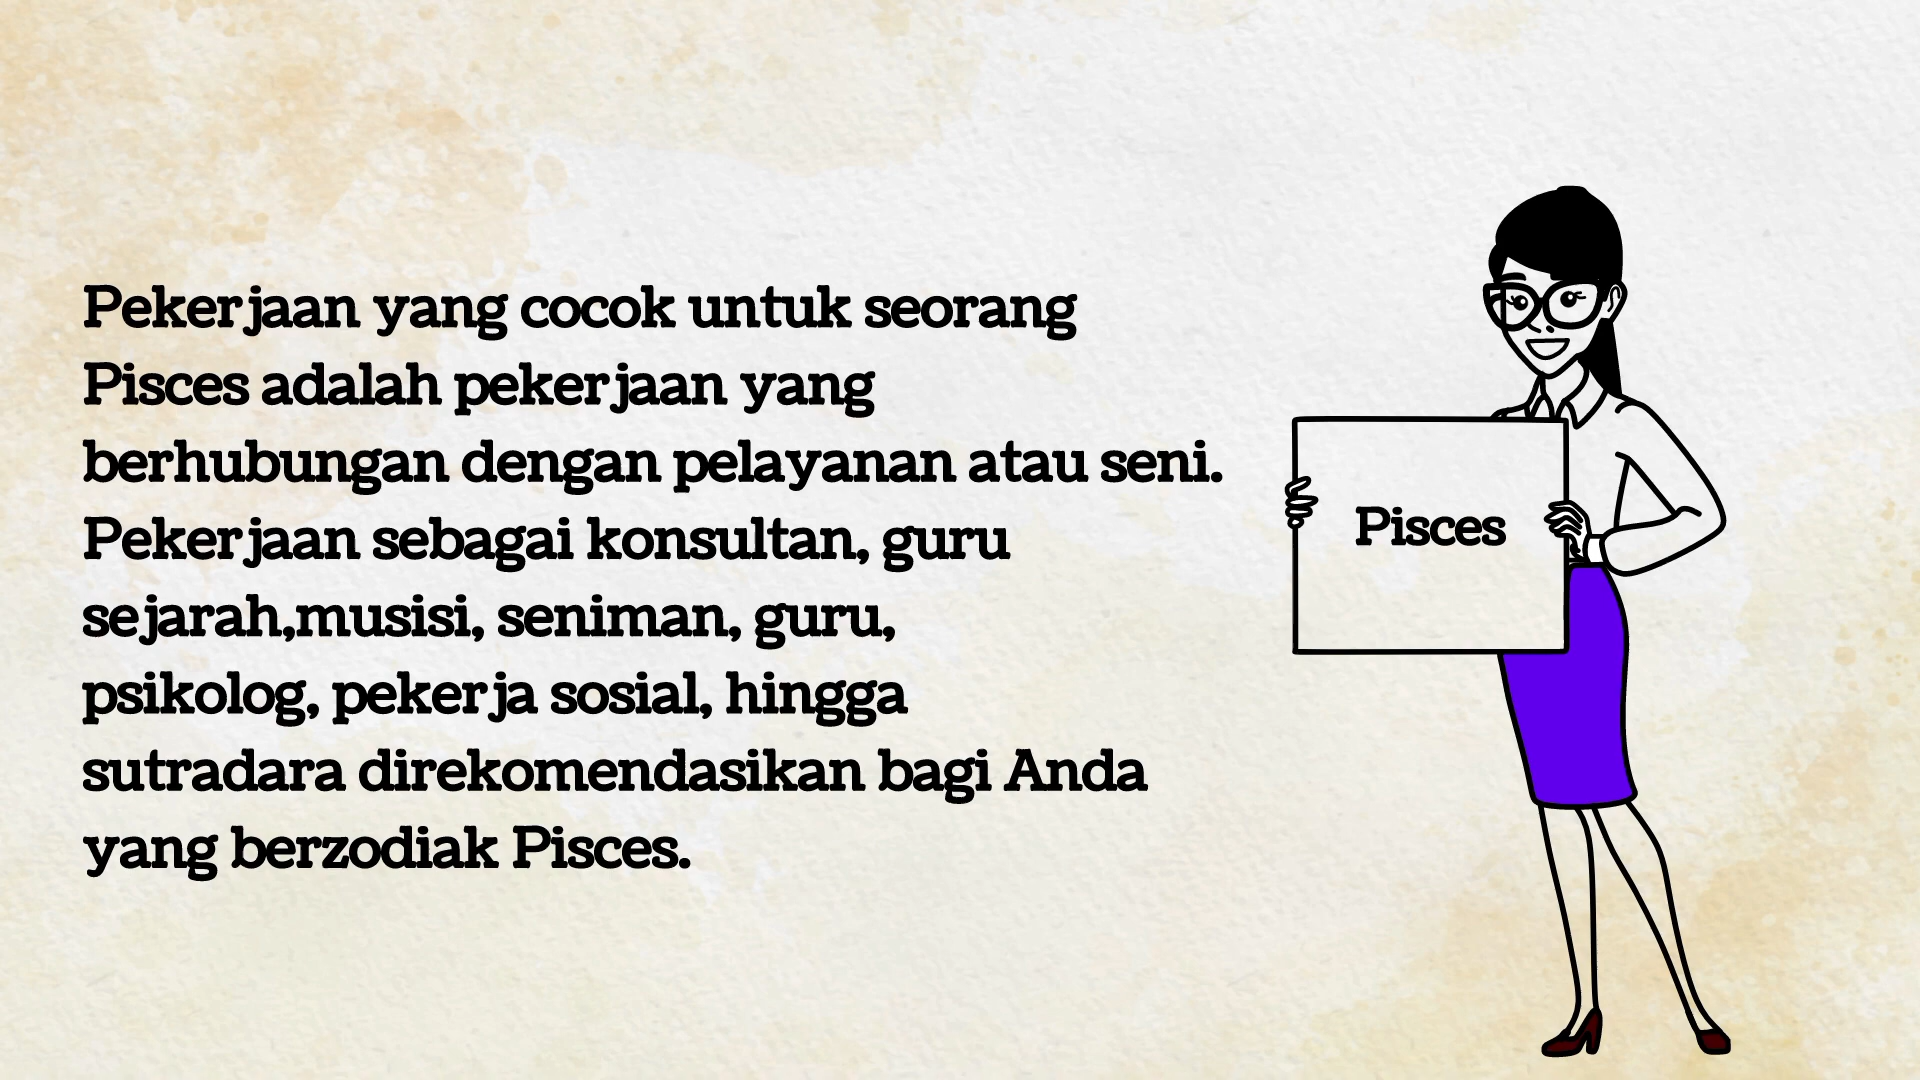 Pekerjaan yang cocok untuk seorang
Pisces adalah pekerjaan yang
berhubungan dengan pelayanan atau seni.
Pekerjaan sebagai konsultan, guru
sejarah,musisi, seniman, guru,
psikolog, pekerja sosial, hingga
sutradara direkomendasikan bagi Anda
yang berzodiak Pisces.
Pisces